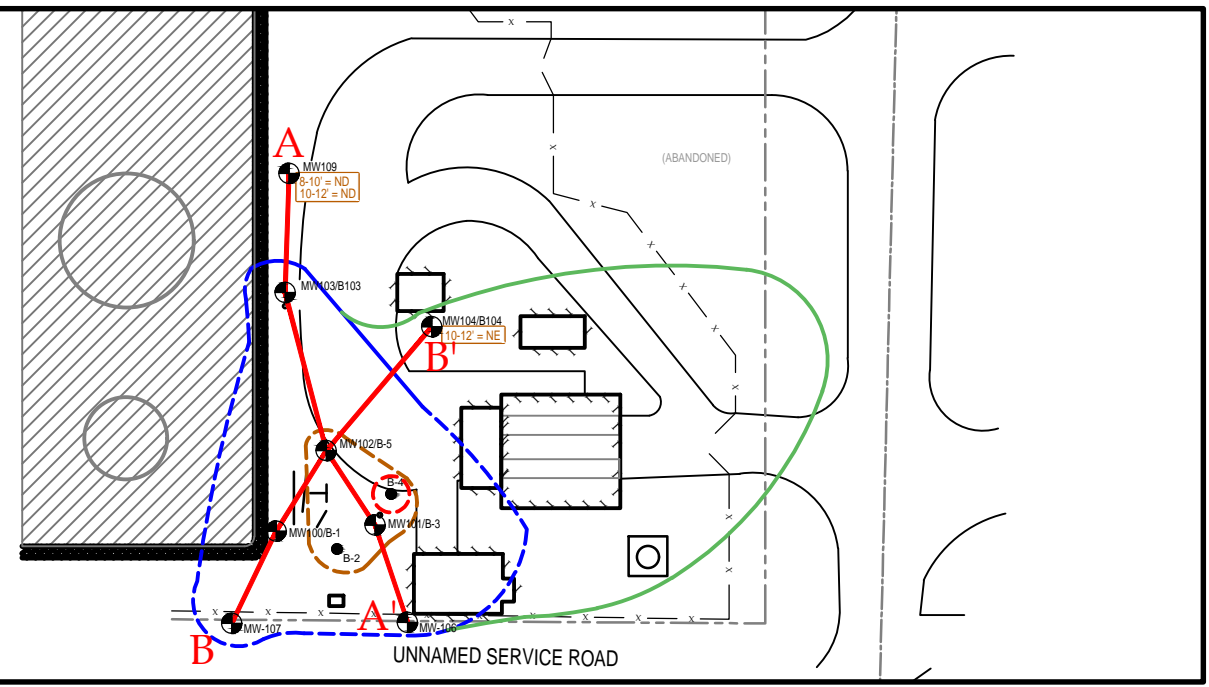 A
MW109
8-10' = ND
10-12' = ND
(ABANDONED)
MW103/B103
MW104/B104
10-12' = NE
B'
MW102/B-5
B-4
MW101/B-3
MW100/B-1
B-2
A'
MW-107
MW-106
B
UNNAMED SERVICE ROAD